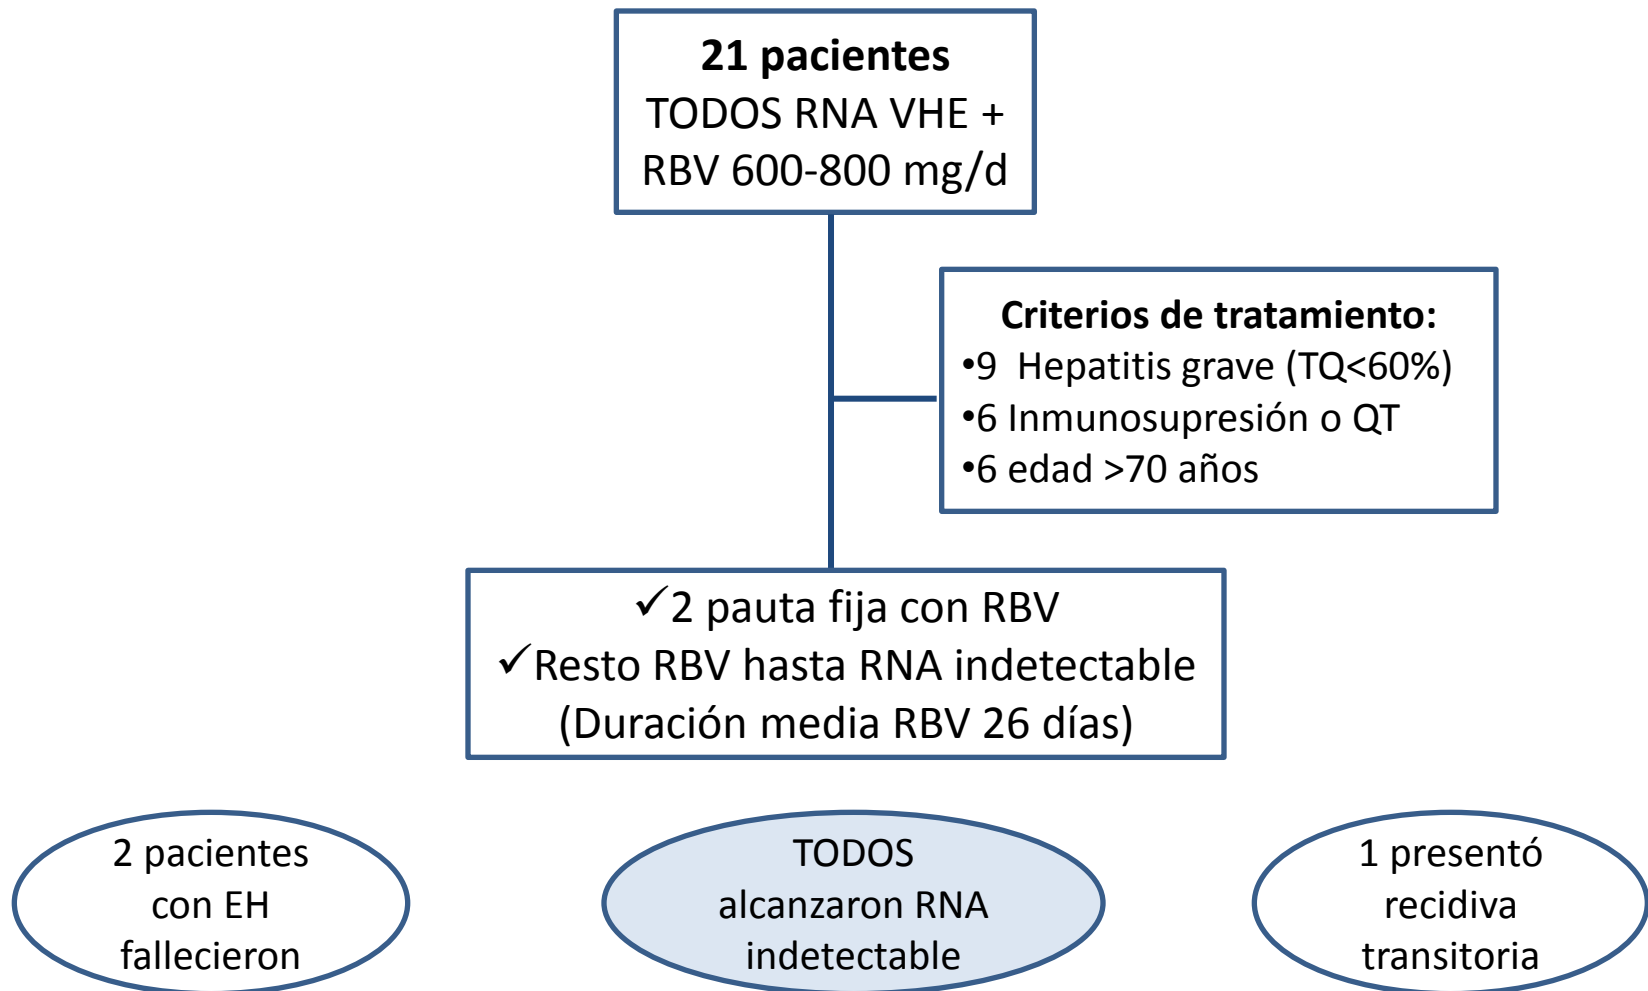 21 pacientes
TODOS RNA VHE +
RBV 600-800 mg/d
Criterios de tratamiento:
•9 Hepatitis grave (TQ<60%)
•6 Inmunosupresión o QT
•6 edad >70 años
✓2 pauta fija con RBV
✓Resto RBV hasta RNA indetectable
(Duración media RBV 26 días)
2 pacientes
con EH
fallecieron
TODOS
alcanzaron RNA
indetectable
1 presentó
recidiva
transitoria